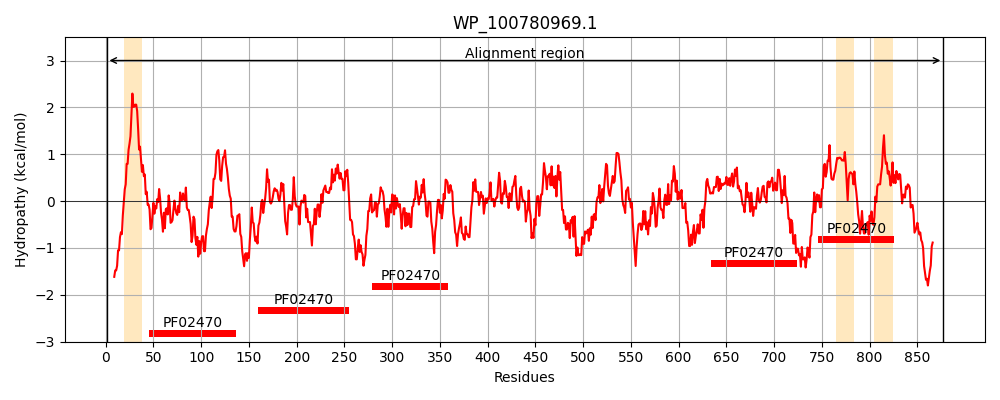 WP_100780969.1
Alignment region
3
2
1
0
−1
−2
−3
Hydropathy (kcal/mol)
PF02470
PF02470
PF02470
PF02470
PF02470
0 50 100 150 200 250 300 350 400 450 500 550 600 650 700 750 800 850
Residues